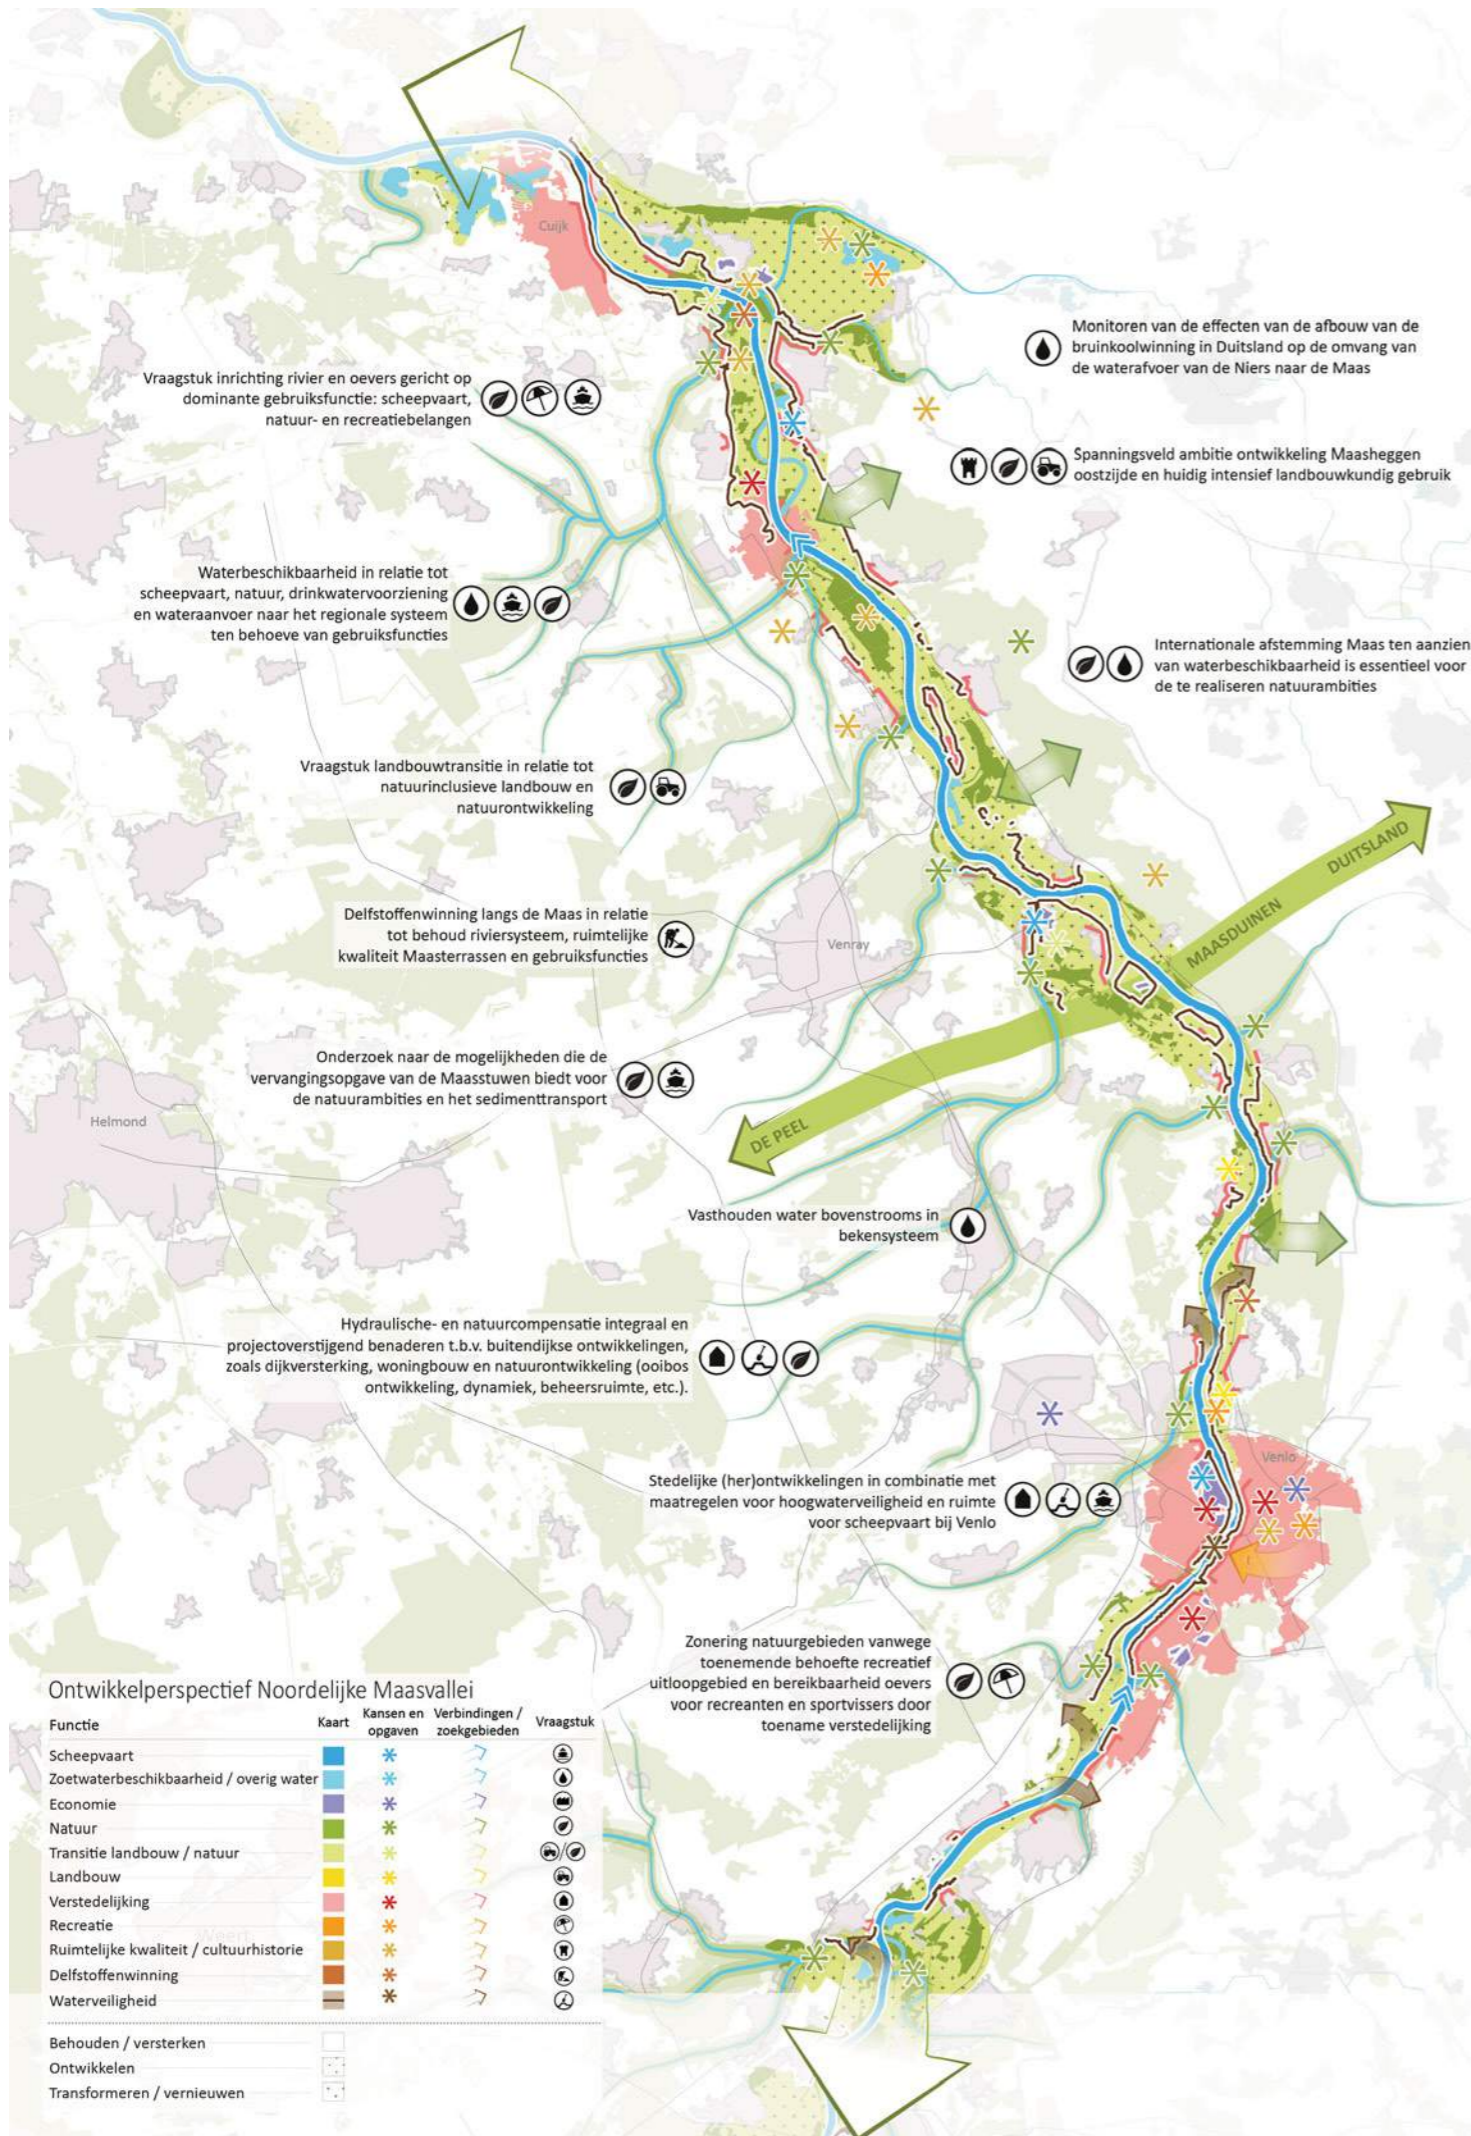 Cuijk
Monitoren van de effecten van de afbouw van de
bruinkoolwinning in Duitsland op de omvang van
de waterafvoer van de Niers naar de Maas
Vraagstuk inrichting rivier en oevers gericht op
dominante gebruiksfunctie: scheepvaart,
natuur- en recreatiebelangen
Spanningsveld ambitie ontwikkeling Maasheggen
oostzijde en huidig intensief landbouwkundig gebruik
Waterbeschikbaarheid in relatie tot
scheepvaart, natuur, drinkwatervoorziening
en wateraanvoer naar het regionale systeem
ten behoeve van gebruiksfuncties
Internationale afstemming Maas ten aanzien
van waterbeschikbaarheid is essentieel voor
de te realiseren natuurambities
Vraagstuk landbouwtransitie in relatie tot
natuurinclusieve landbouw en
natuurontwikkeling
DUITSLAND
MAASDUINEN
Delfstoffenwinning langs de Maas in relatie
tot behoud riviersysteem, ruimtelijke
kwaliteit Maasterrassen en gebruiksfuncties
Venray
Onderzoek naar de mogelijkheden die de
vervangingsopgave van de Maasstuwen biedt voor
de natuurambities en het sedimenttransport
Helmond
DE PEEL
Vasthouden water bovenstrooms in
bekensysteem
Hydraulische- en natuurcompensatie integraal en
projectoverstijgend benaderen t.b.v. buitendijkse ontwikkelingen,
zoals dijkversterking, woningbouw en natuurontwikkeling (ooibos
ontwikkeling, dynamiek, beheersruimte, etc.).
Venlo
Stedelijke (her)ontwikkelingen in combinatie met
maatregelen voor hoogwaterveiligheid en ruimte
voor scheepvaart bij Venlo
Zonering natuurgebieden vanwege
toenemende behoefte recreatief
uitloopgebied en bereikbaarheid oevers
voor recreanten en sportvissers door
toename verstedelijking
Ontwikkelperspectief Noordelijke Maasvallei
Functie Kaart Kansen en opgaven Verbindingen / zoekgebieden Vraagstuk
Scheepvaart
Zoetwaterbeschikbaarheid / overig water
Economie
Natuur
Transitie landbouw / natuur
Landbouw
Verstedelijking
Recreatie
Weert
Ruimtelijke kwaliteit / cultuurhistorie
Delfstoffenwinning
Waterveiligheid
Behouden / versterken
Ontwikkelen
Transformeren / vernieuwen